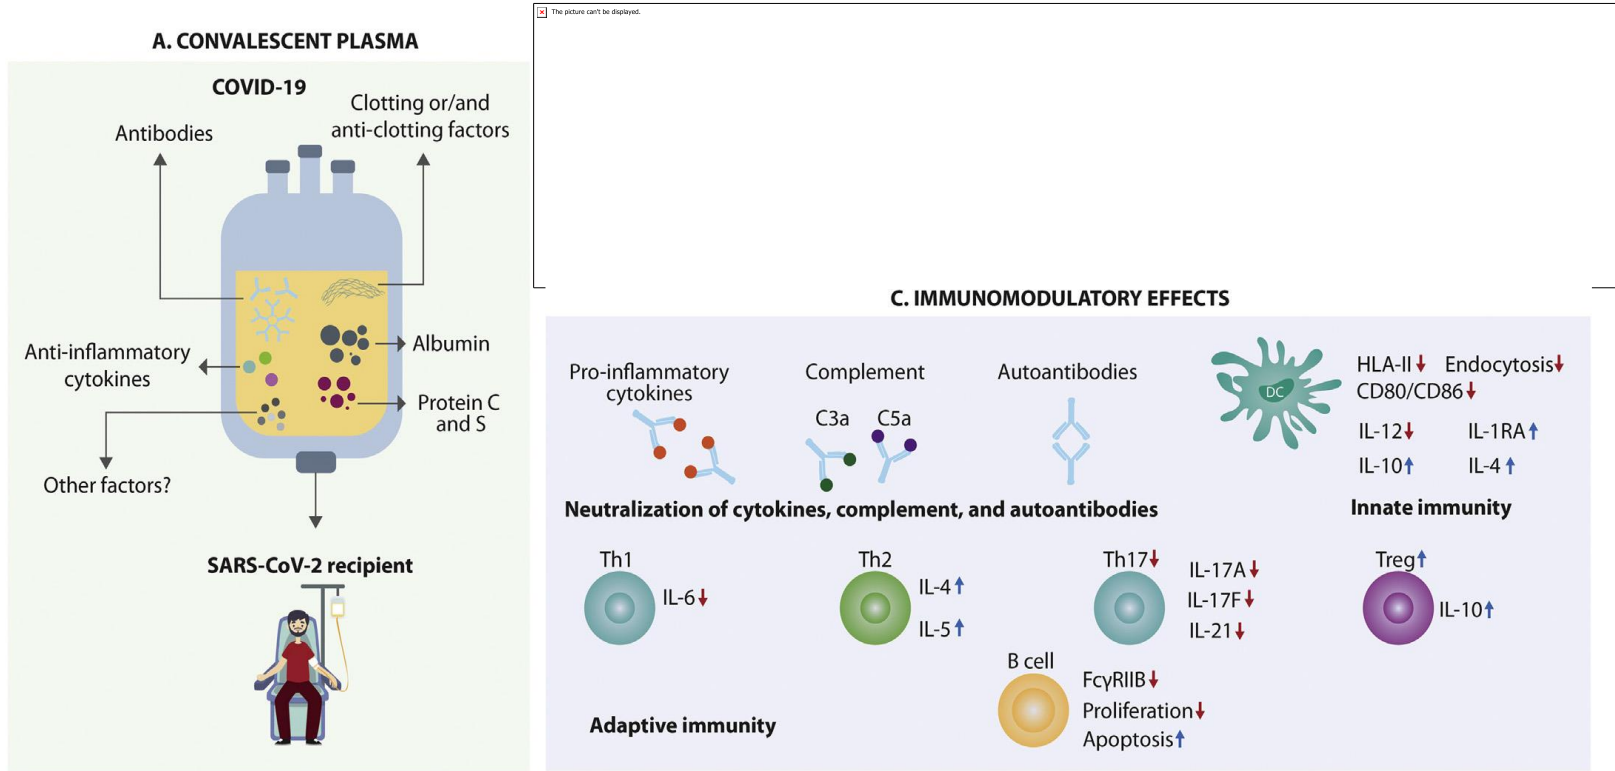 The picture can't be displayed.
A. CONVALESCENT PLASMA
COVID-19
Clotting or/and
anti-clotting factors
Antibodies
Anti-inflammatory
cytokines
Albumin
Protein C
and S
Other factors?
SARS-CoV-2 recipient
C. IMMUNOMODULATORY EFFECTS
Pro-inflammatory
cytokines
Complement
C3a
C5a
Autoantibodies
DC
HLA-II↓ Endocytosis↓
CD80/CD86↓
IL-12↓ IL-1RA↑
IL-10↑ IL-4↑
Neutralization of cytokines, complement, and autoantibodies
Innate immunity
Th1
IL-6↓
Th2
IL-4↑
IL-5↑
Th17↓
IL-17A↓
IL-17F↓
IL-21↓
Treg↑
IL-10↑
B cell
FcγRIIB↓
Proliferation↓
Apoptosis↑
Adaptive immunity